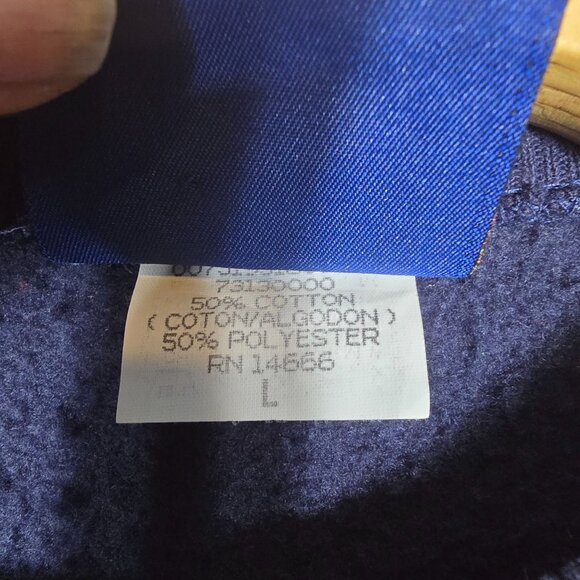 73130000
50% COTTON
( COTON/ALGODON )
50% POLYESTER
RN 14666
L